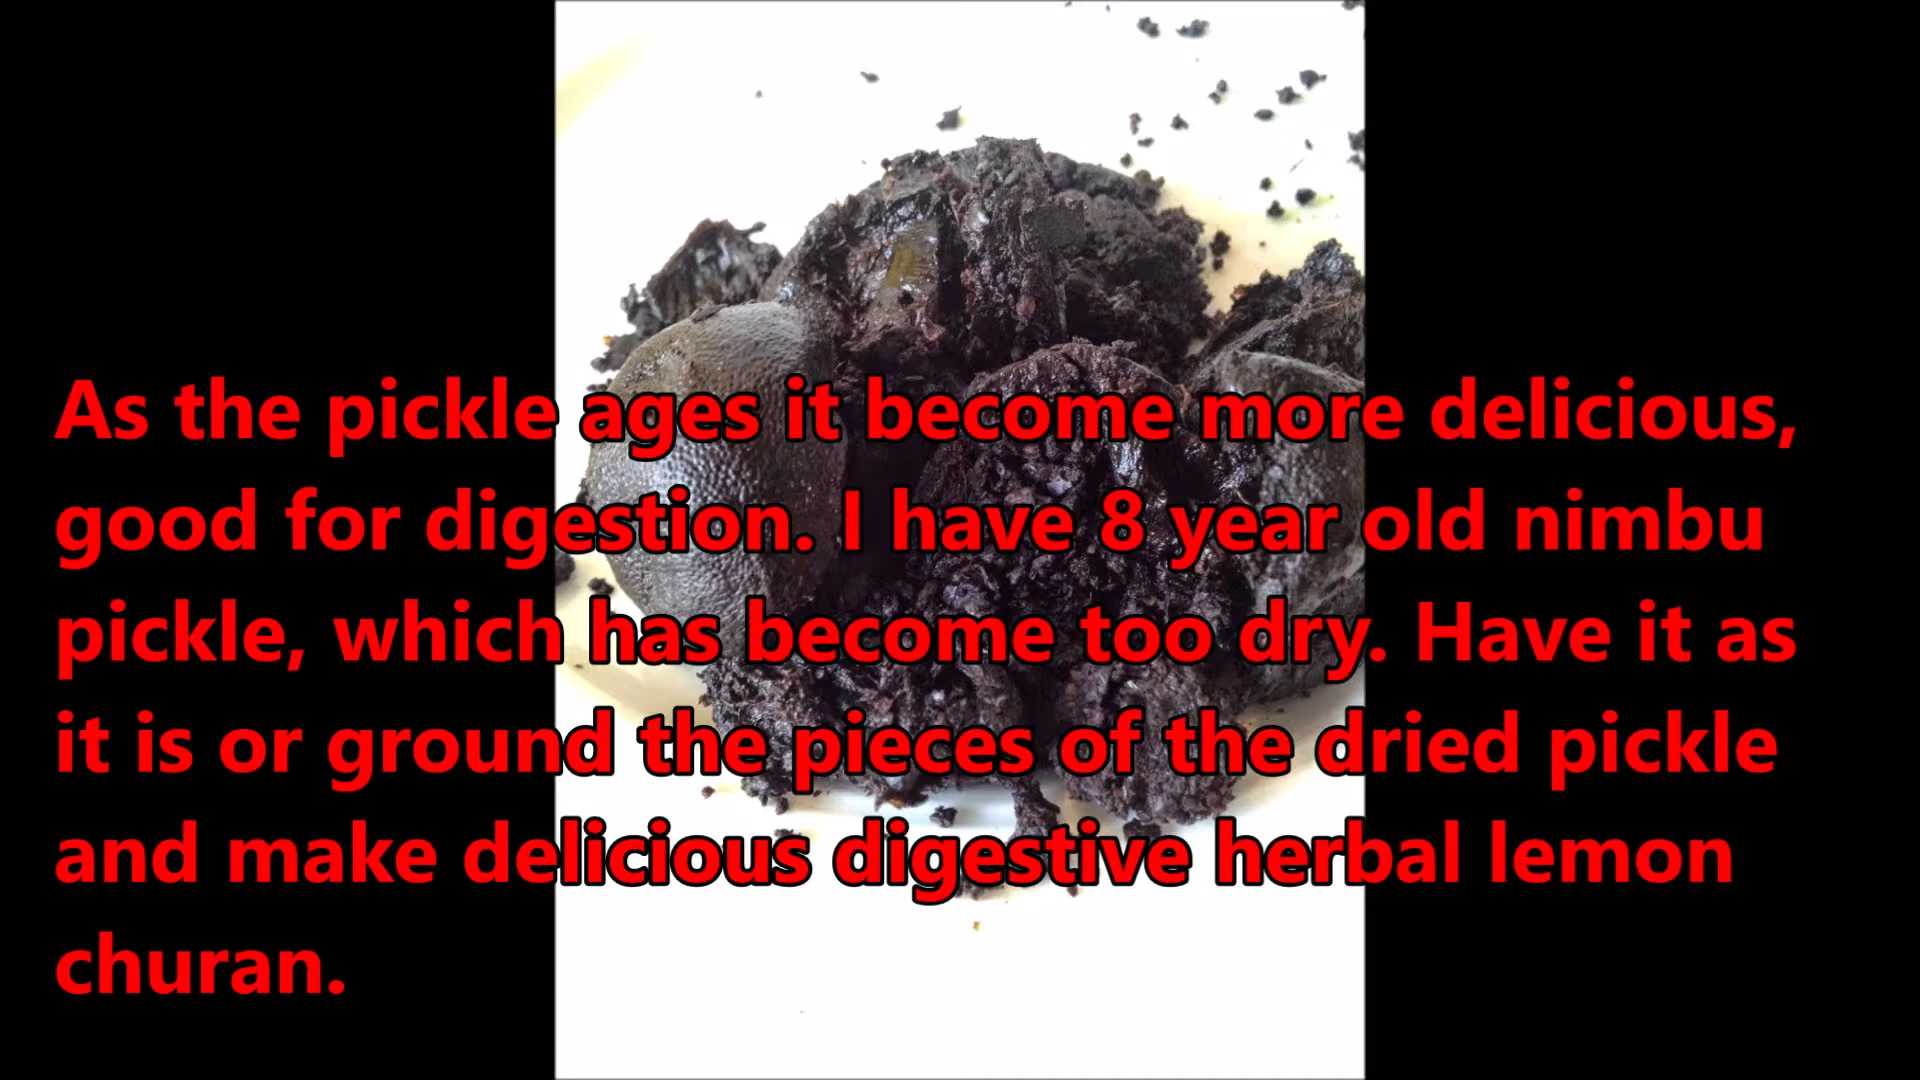 As the pickle ages it become more delicious,
good for digestion. I have 8 year old nimbu
pickle, which has become too dry. Have it as
it is or ground the pieces of the dried pickle
and make delicious digestive herbal lemon
churan.